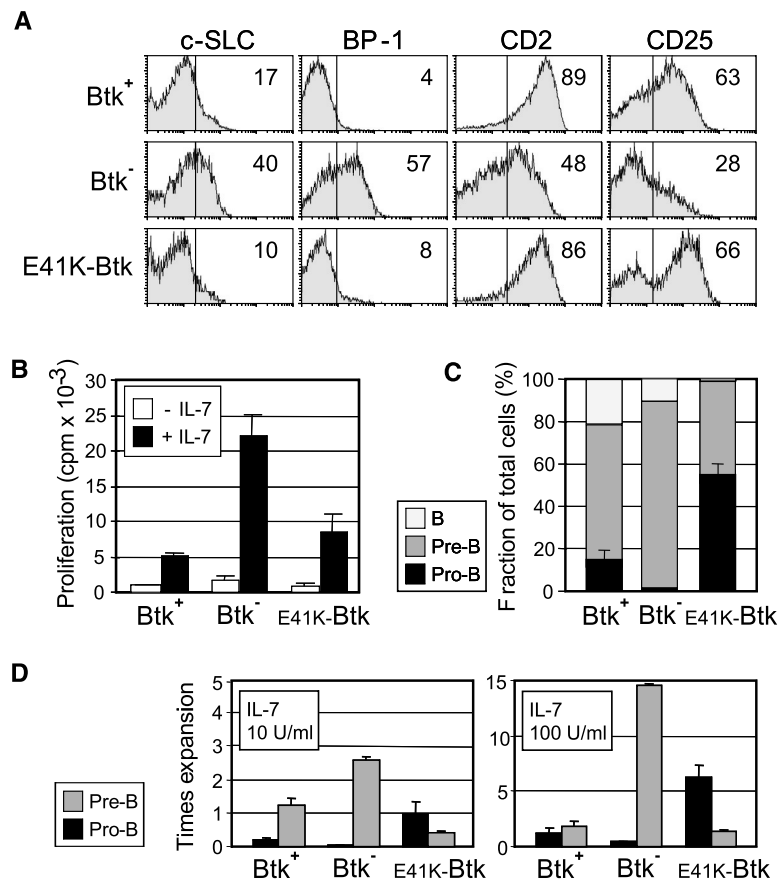 A
c-SLC BP-1 CD2 CD25
Btk+ 17 4 89 63
Btk- 40 57 48 28
E41K-Btk 10 8 86 66
B
Proliferation (cpm x 10-3)
30
25
20
15
10
5
0
- IL-7
+ IL-7
Btk+ Btk- E41K-Btk
C
Fraction of total cells (%)
100
80
60
40
20
0
B
Pre-B
Pro-B
Btk+ Btk- E41K-Btk
D
Pre-B
Pro-B
Times expansion
5
4
3
2
1
0
IL-7
10 U/ml
Btk+ Btk- E41K-Btk
15
10
5
0
IL-7
100 U/ml
Btk+ Btk- E41K-Btk